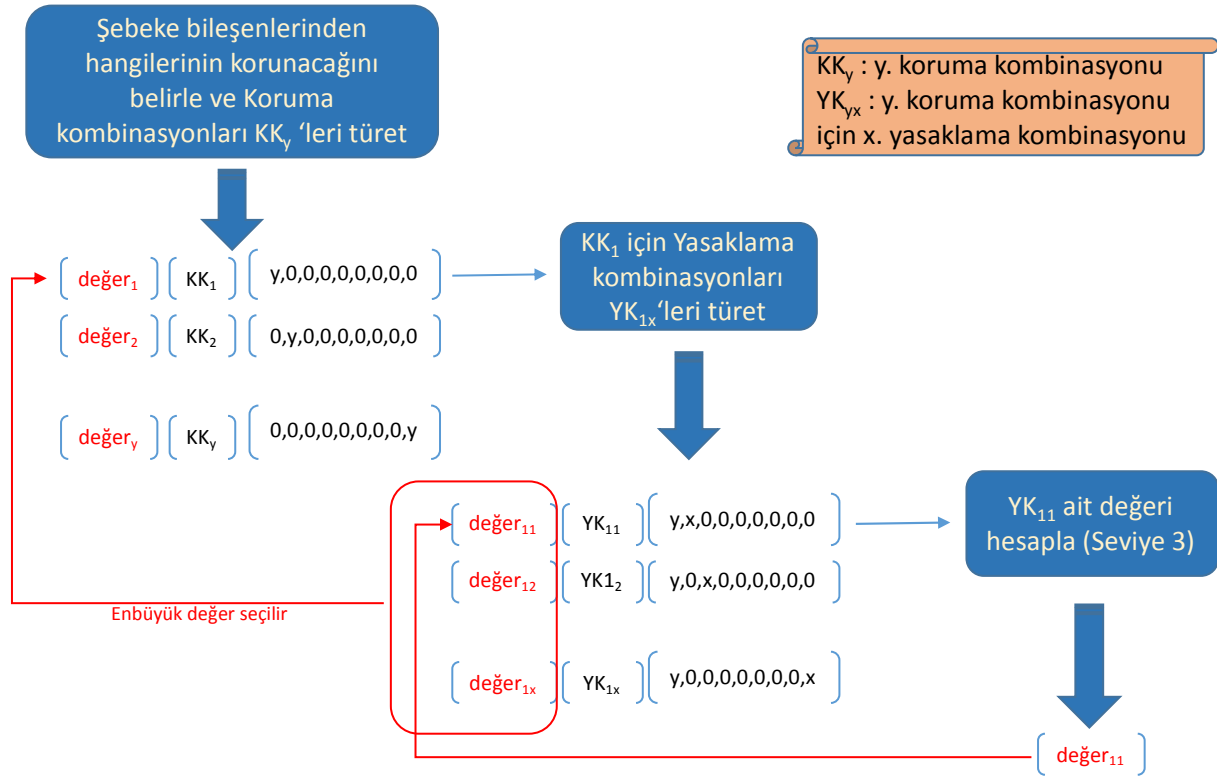 Şebeke bileşenlerinden
hangilerinin korunacağını
belirle ve Koruma
kombinasyonları KKy 'leri türet
KKy : y. koruma kombinasyonu
YKyx : y. koruma kombinasyonu
için x. yasaklama kombinasyonu
değer1 KK1 y,0,0,0,0,0,0,0,0
değer2 KK2 0,y,0,0,0,0,0,0,0
değery KKy 0,0,0,0,0,0,0,0,y
KK1 için Yasaklama
kombinasyonları
YK1x'leri türet
değer11 YK11 y,x,0,0,0,0,0,0,0
değer12 YK12 y,0,x,0,0,0,0,0,0
değer1x YK1x y,0,0,0,0,0,0,0,x
Enbüyük değer seçilir
YK11 ait değeri
hesapla (Seviye 3)
değer11